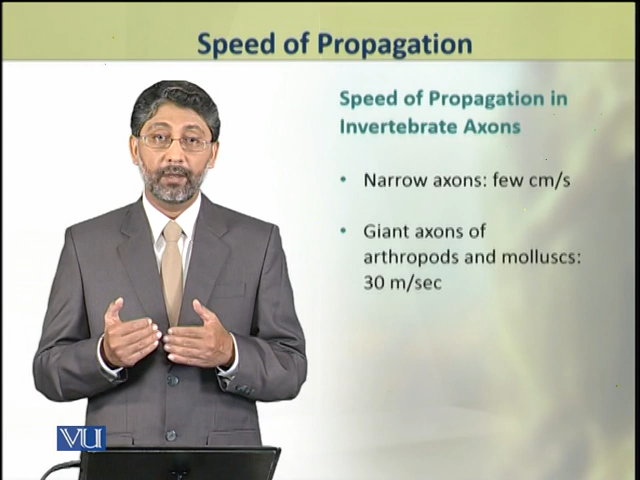 Speed of Propagation
Speed of Propagation in
Invertebrate Axons
• Narrow axons: few cm/s
• Giant axons of
arthropods and molluscs:
30 m/sec
VU